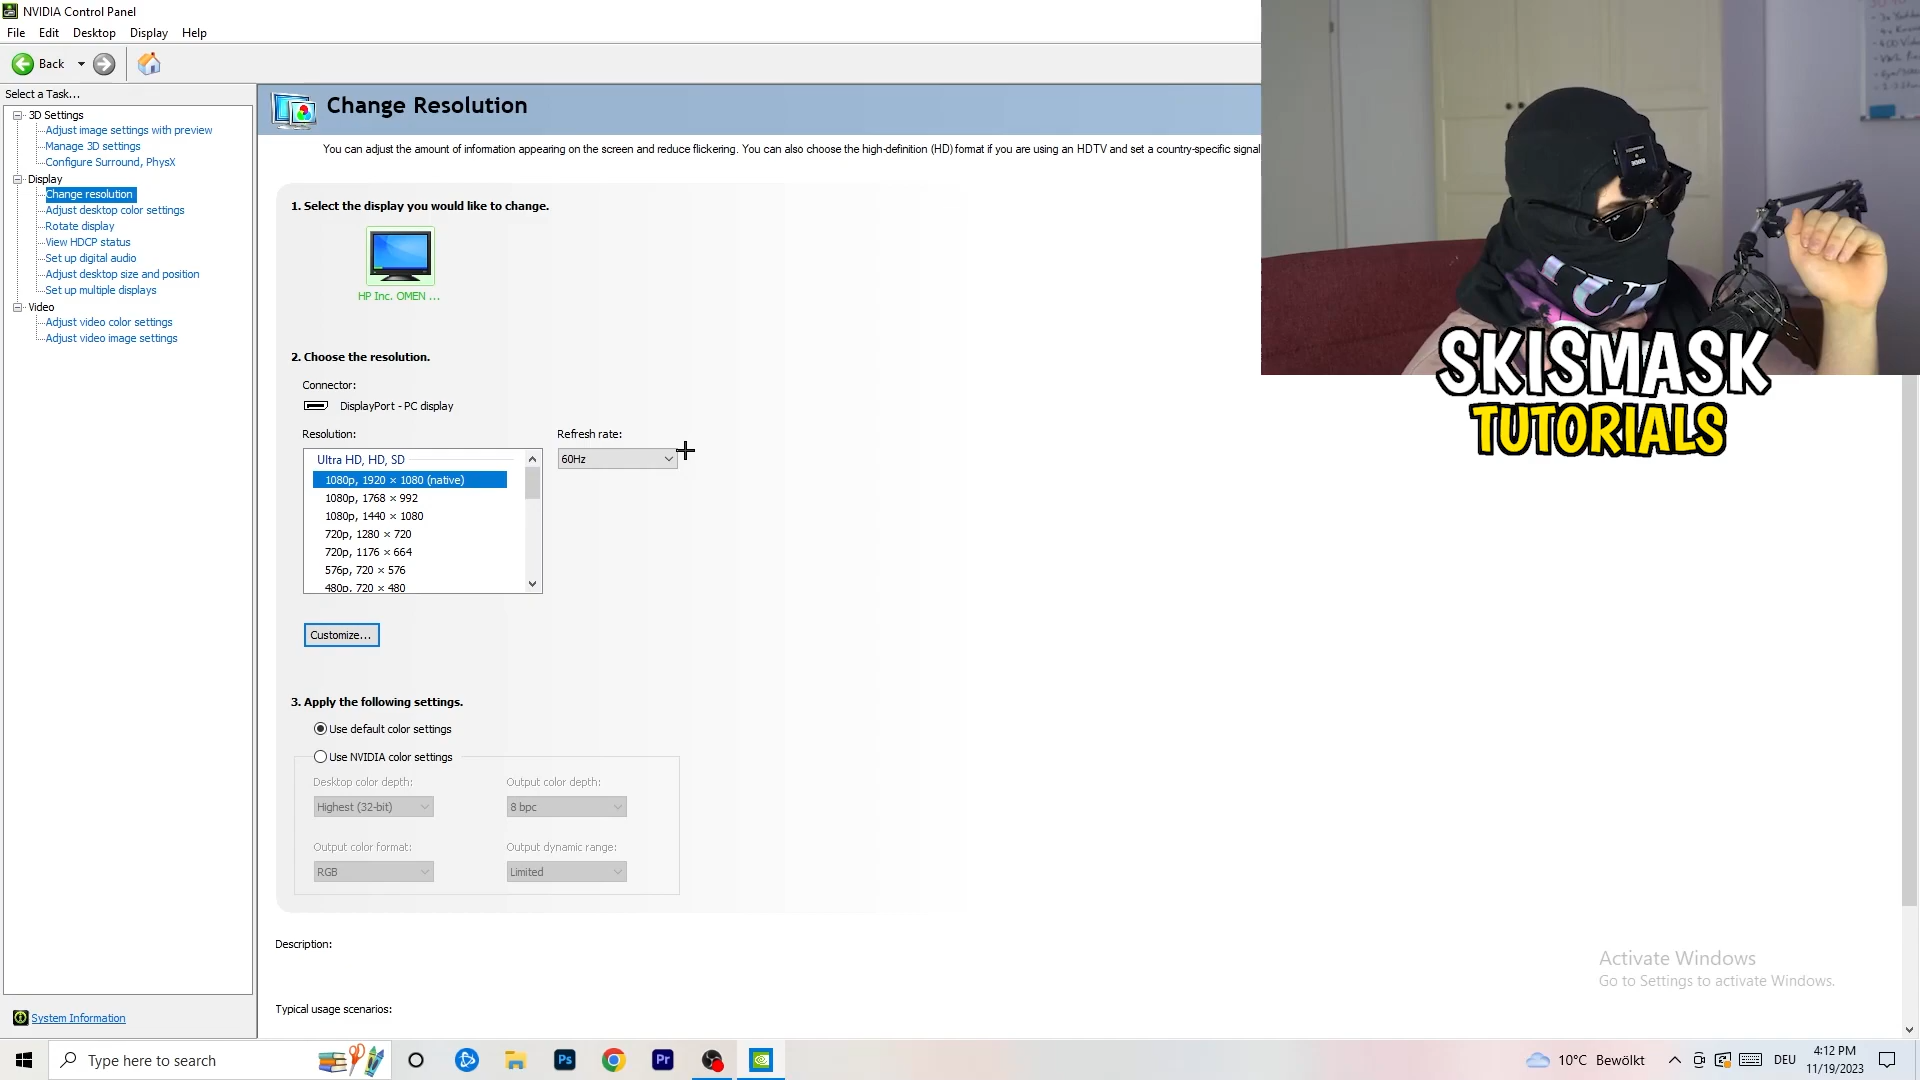 NVIDIA Control Panel
File Edit Desktop Display Help
Back
Select a Task...
3D Settings
Adjust image settings with preview
Manage 3D settings
Configure Surround, PhysX
Display
Change resolution
Adjust desktop color settings
Rotate display
View HDCP status
Set up digital audio
Adjust desktop size and position
Set up multiple displays
Video
Adjust video color settings
Adjust video image settings
System Information
Change Resolution
You can adjust the amount of information appearing on the screen and reduce flickering. You can also choose the high-definition (HD) format if you are using an HDTV and set a country-specific signal
1. Select the display you would like to change.
HP Inc. OMEN ...
2. Choose the resolution.
Connector:
DisplayPort - PC display
Resolution:
Refresh rate:
Ultra HD, HD, SD
60Hz
1080p, 1920 × 1080 (native)
1080p, 1768 × 992
1080p, 1440 × 1080
720p, 1280 × 720
720p, 1176 × 664
576p, 720 × 576
480p, 720 × 480
Customize...
3. Apply the following settings.
Use default color settings
Use NVIDIA color settings
Desktop color depth:
Output color depth:
Highest (32-bit)
8 bpc
Output color format:
Output dynamic range:
RGB
Limited
Description:
Typical usage scenarios:
SKISMASK
TUTORIALS
Activate Windows
Go to Settings to activate Windows.
Type here to search
Ps
Pr
10°C Bewölkt
DEU
4:12 PM
11/19/2023